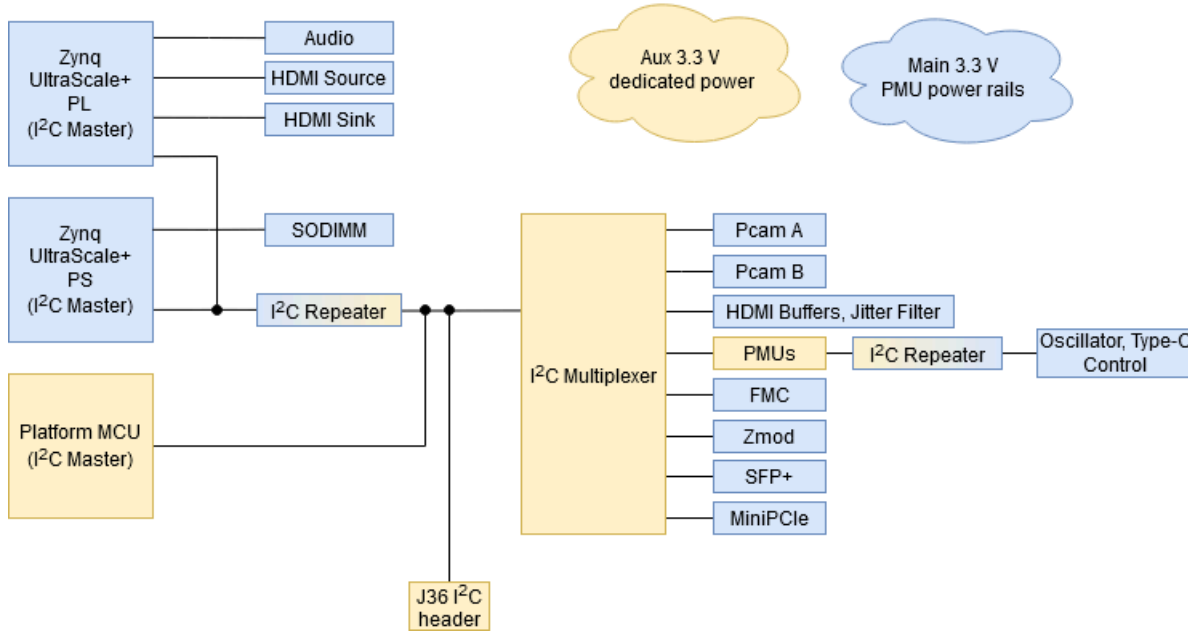 Zynq
UltraScale+
PL
(I²C Master)
Audio
HDMI Source
HDMI Sink
Aux 3.3 V
dedicated power
Main 3.3 V
PMU power rails
Zynq
UltraScale+
PS
(I²C Master)
SODIMM
I²C Repeater
Platform MCU
(I²C Master)
J36 I²C
header
I²C Multiplexer
Pcam A
Pcam B
HDMI Buffers, Jitter Filter
PMUs
I²C Repeater
Oscillator, Type-C
Control
FMC
Zmod
SFP+
MiniPCIe